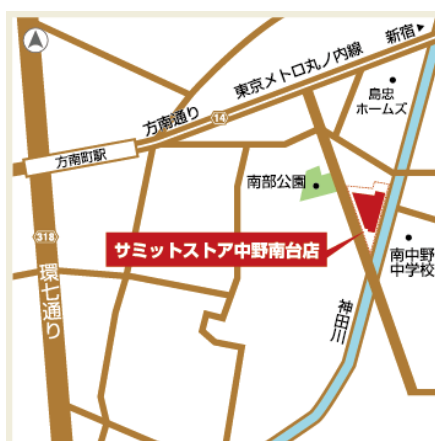 新宿▶
東京メトロ丸ノ内線
島忠
ホームズ
方南通り
14
方南町駅
南部公園
318
サミットストア中野南台店
南中野
中学校
環七通り
神田川